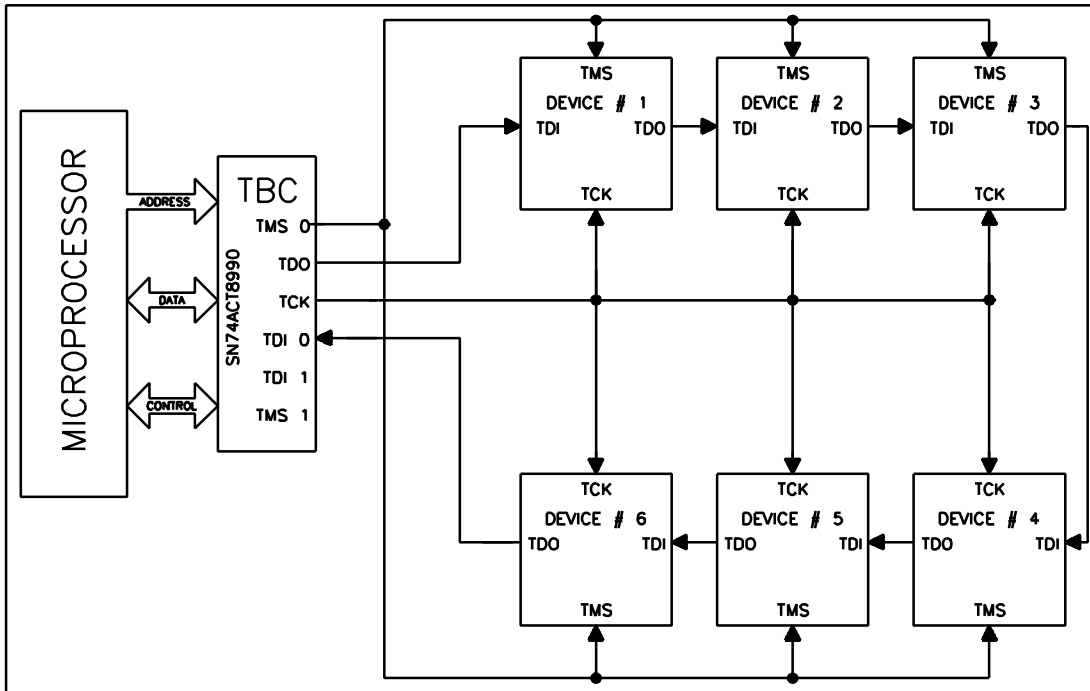 MICROPROCESSOR
ADDRESS
DATA
CONTROL
TBC
SN74ACT8990
TMS 0
TDO
TCK
TDI 0
TDI 1
TMS 1
TMS
DEVICE # 1
TDI TDO
TCK
TMS
DEVICE # 2
TDI TDO
TCK
TMS
DEVICE # 3
TDI TDO
TCK
TCK
DEVICE # 6
TDO TDI
TMS
TCK
DEVICE # 5
TDO TDI
TMS
TCK
DEVICE # 4
TDO TDI
TMS